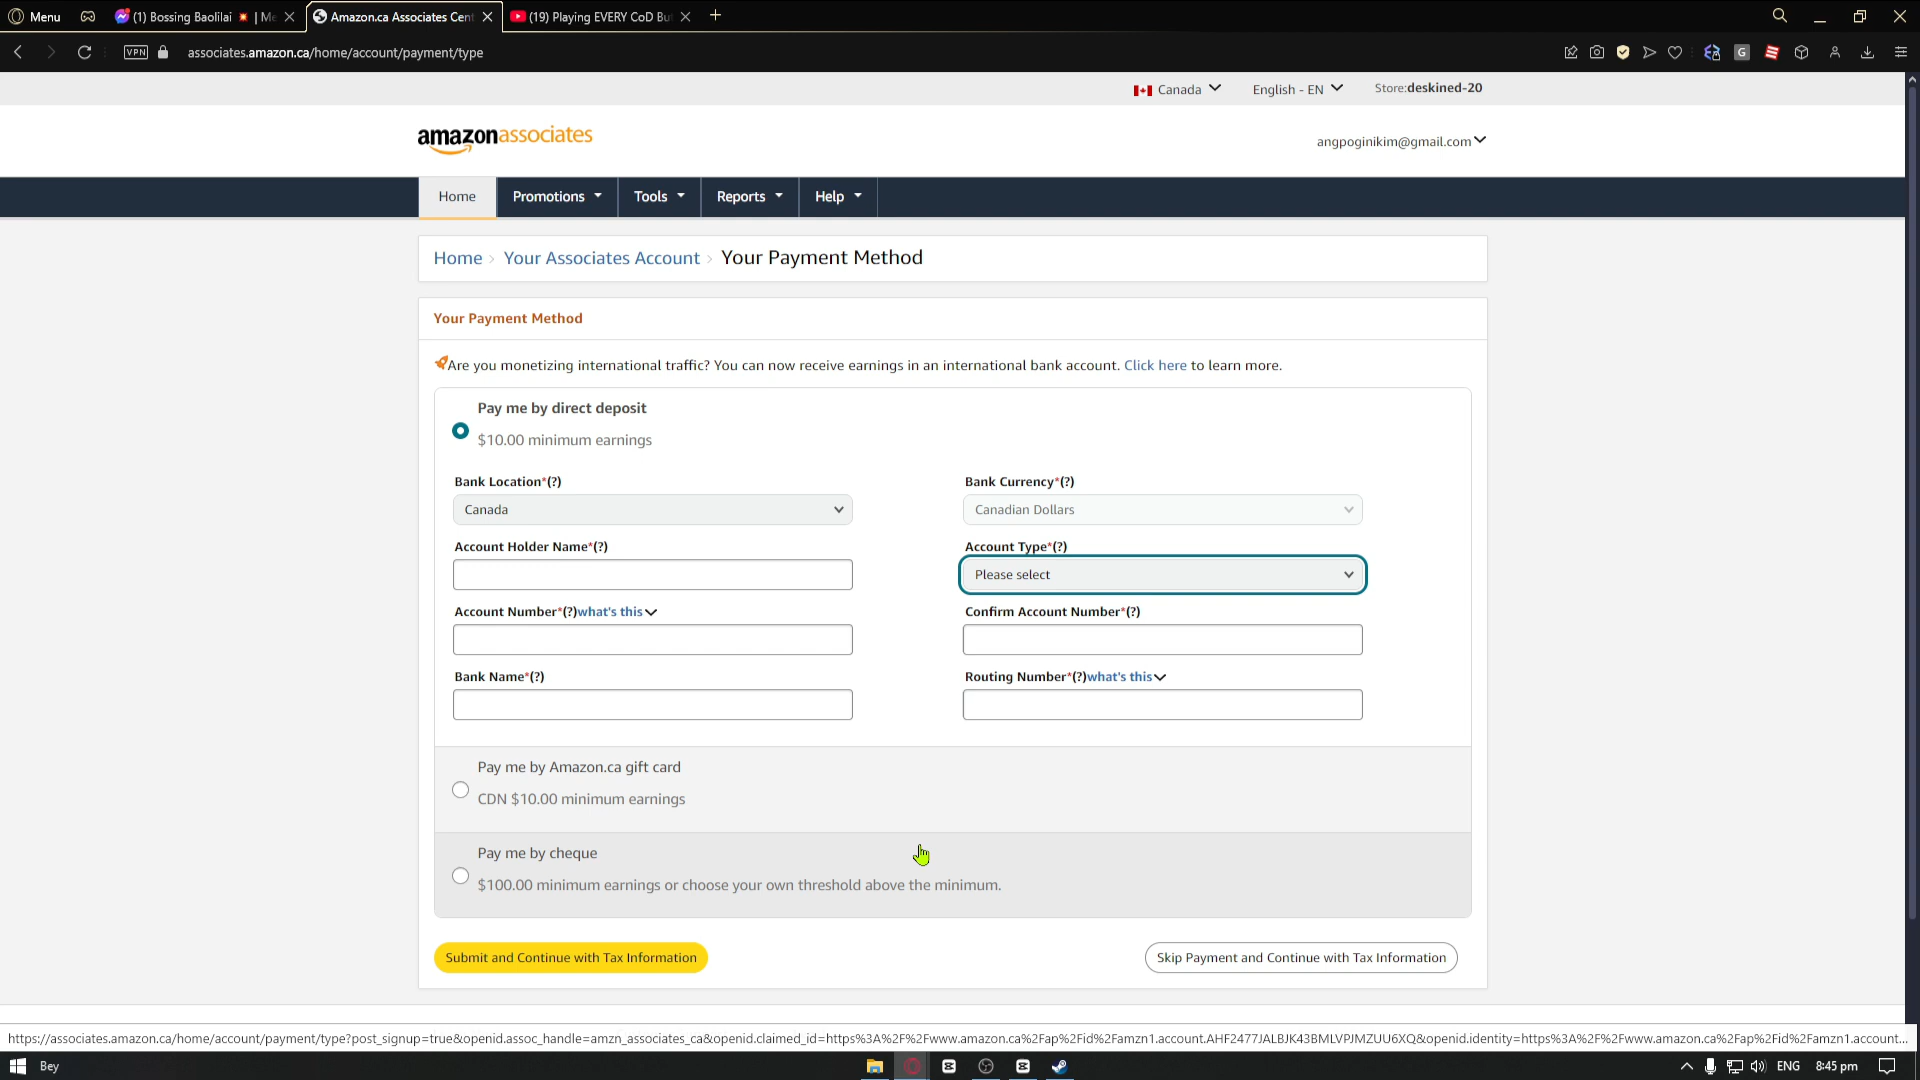 Menu
(1) Bossing Baolilai 💥 | Me
Amazon.ca Associates Cent
(19) Playing EVERY CoD Bu
VPN
associates.amazon.ca/home/account/payment/type
Canada
English - EN
Store:deskined-20
amazonassociates
angpoginikim@gmail.com
Home
Promotions
Tools
Reports
Help
Home › Your Associates Account › Your Payment Method
Your Payment Method
Are you monetizing international traffic? You can now receive earnings in an international bank account. Click here to learn more.
Pay me by direct deposit
$10.00 minimum earnings
Bank Location*(?)
Bank Currency*(?)
Canada
Canadian Dollars
Account Holder Name*(?)
Account Type*(?)
Please select
Account Number*(?)what's this
Confirm Account Number*(?)
Bank Name*(?)
Routing Number*(?)what's this
Pay me by Amazon.ca gift card
CDN $10.00 minimum earnings
Pay me by cheque
$100.00 minimum earnings or choose your own threshold above the minimum.
Submit and Continue with Tax Information
Skip Payment and Continue with Tax Information
https://associates.amazon.ca/home/account/payment/type?post_signup=true&openid.assoc_handle=amzn_associates_ca&openid.claimed_id=https%3A%2F%2Fwww.amazon.ca%2Fap%2Fid%2Famzn1.account.AHF2477JALBJK43BMLVPJMZUU6XQ&openid.identity=https%3A%2F%2Fwww.amazon.ca%2Fap%2Fid%2Famzn1.account...
Bey
ENG
8:45 pm